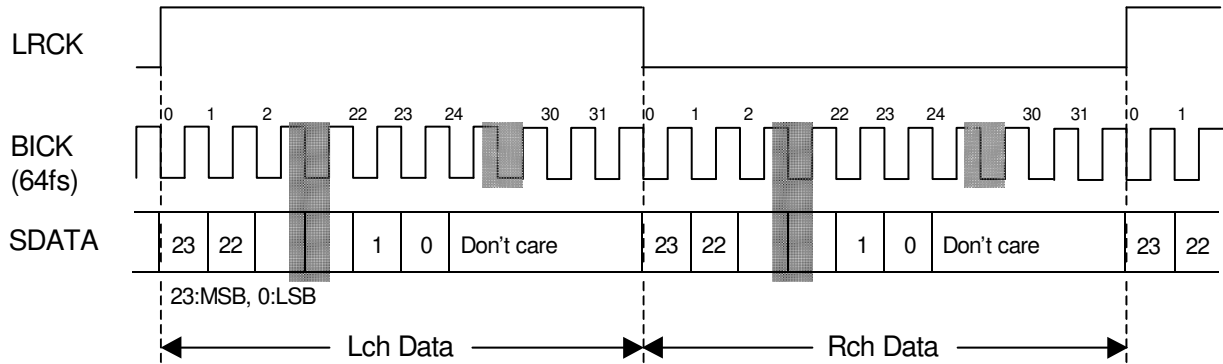 LRCK
0 1 2 22 23 24 30 31 0 1 2 22 23 24 30 31 0 1
BICK
(64fs)
SDATA 23 22 1 0 Don't care 23 22 1 0 Don't care 23 22
23:MSB, 0:LSB
Lch Data Rch Data